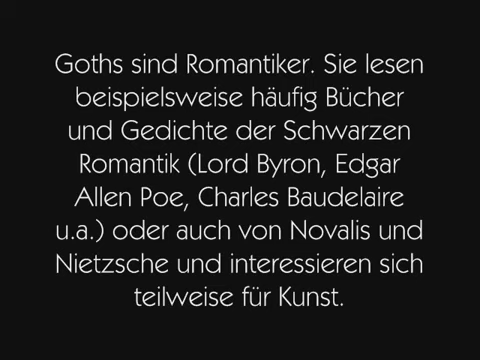 Goths sind Romantiker. Sie lesen
beispielsweise häufig Bücher
und Gedichte der Schwarzen
Romantik (Lord Byron, Edgar
Allen Poe, Charles Baudelaire
u.a.) oder auch von Novalis und
Nietzsche und interessieren sich
teilweise für Kunst.